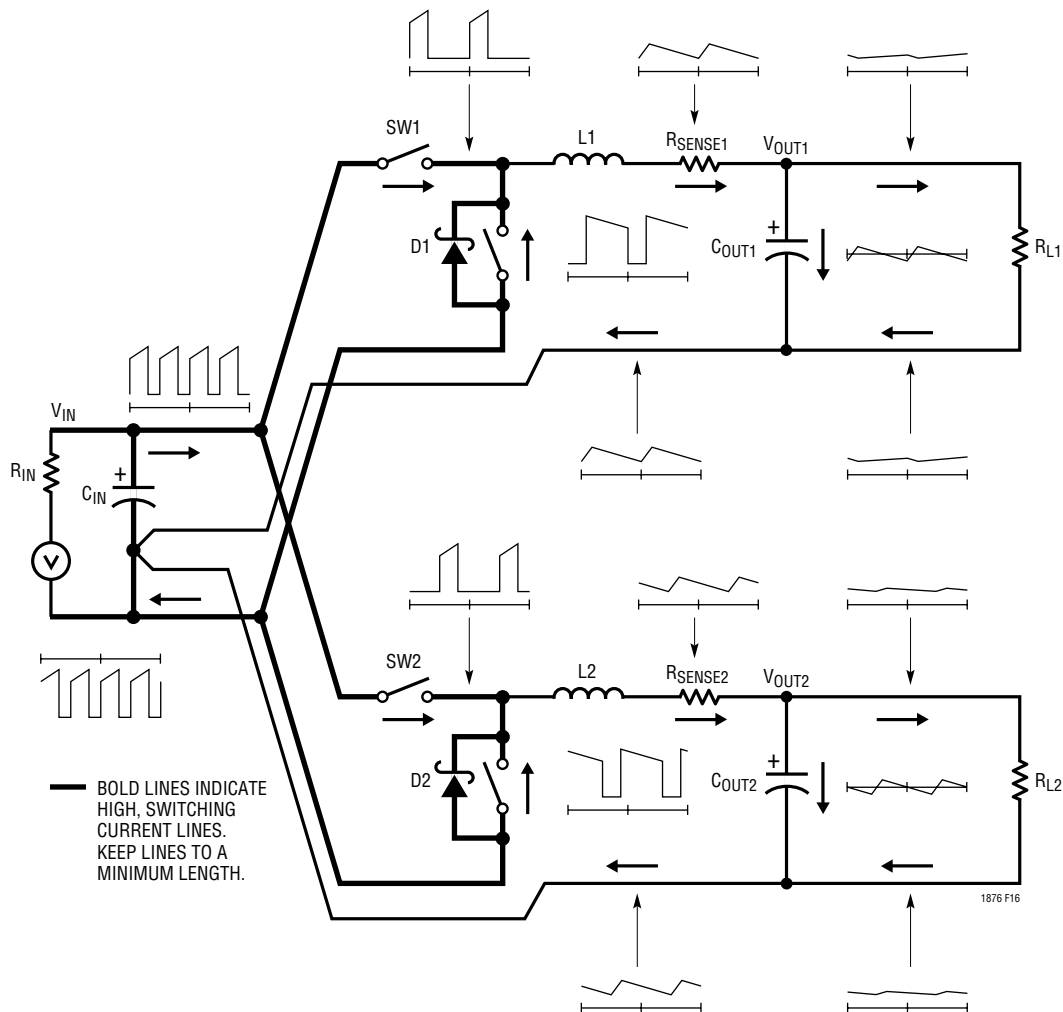 SW1
L1
RSENSE1
VOUT1
D1
+
COUT1
RL1
VIN
RIN
+
CIN
V
SW2
L2
RSENSE2
VOUT2
D2
+
COUT2
RL2
BOLD LINES INDICATE
HIGH, SWITCHING
CURRENT LINES.
KEEP LINES TO A
MINIMUM LENGTH.
1876 F16